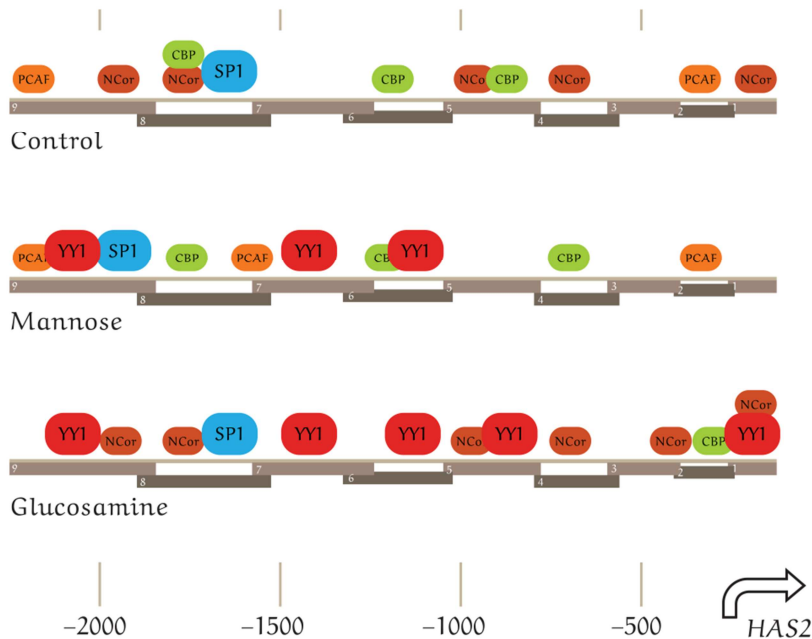 CBP
PCAF NCor NCor SP1 CBP NCor CBP NCor PCAF NCor
9 8 7 6 5 4 3 2 1
Control
PCAF YY1 SP1 CBP PCAF YY1 CBP YY1 CBP PCAF
9 8 7 6 5 4 3 2 1
Mannose
NCor
YY1 NCor NCor SP1 YY1 YY1 NCor YY1 NCor NCor CBP YY1
9 8 7 6 5 4 3 2 1
Glucosamine
–2000 –1500 –1000 –500 HAS2